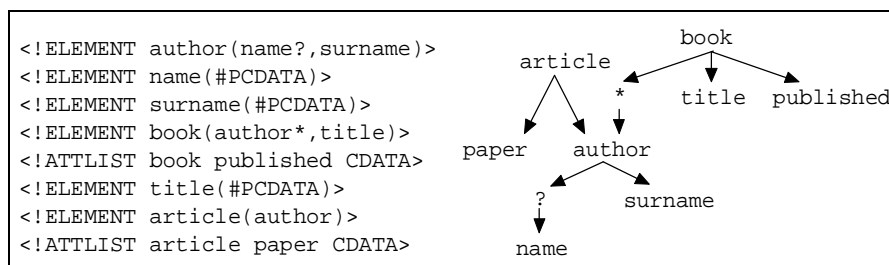 <!ELEMENT author(name?,surname)>
<!ELEMENT name(#PCDATA)>
<!ELEMENT surname(#PCDATA)>
<!ELEMENT book(author*,title)>
<!ATTLIST book published CDATA>
<!ELEMENT title(#PCDATA)>
<!ELEMENT article(author)>
<!ATTLIST article paper CDATA>
book
article
* title published
paper author
? surname
name